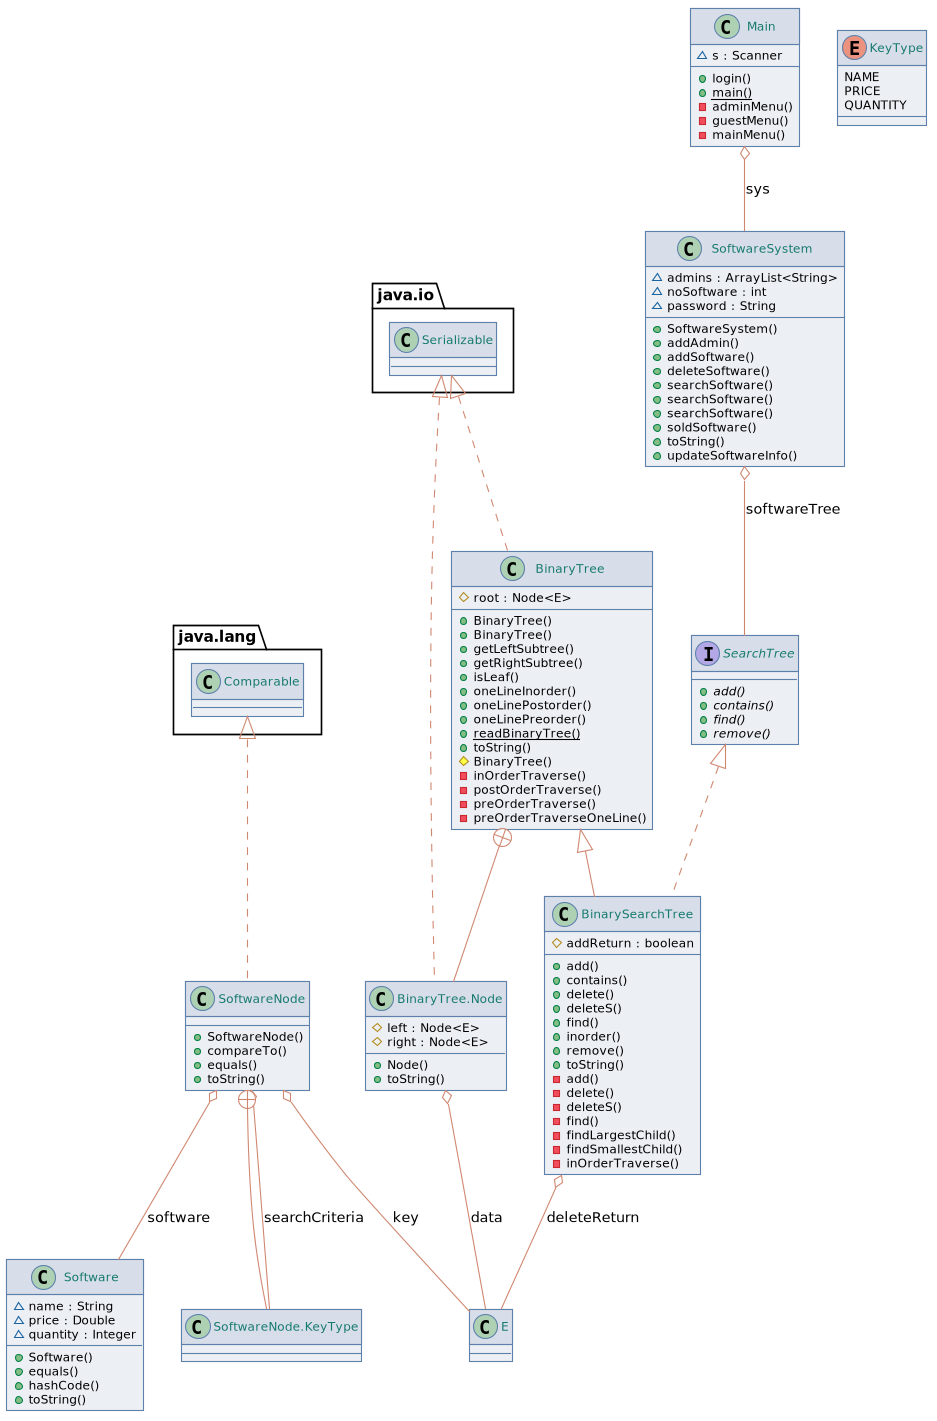 C Main
s : Scanner
login()
main()
adminMenu()
guestMenu()
mainMenu()
E KeyType
NAME
PRICE
QUANTITY
sys
C SoftwareSystem
admins : ArrayList<String>
noSoftware : int
password : String
SoftwareSystem()
addAdmin()
addSoftware()
deleteSoftware()
searchSoftware()
searchSoftware()
searchSoftware()
soldSoftware()
toString()
updateSoftwareInfo()
java.io
C Serializable
softwareTree
C BinaryTree
root : Node<E>
BinaryTree()
BinaryTree()
getLeftSubtree()
getRightSubtree()
isLeaf()
oneLineInorder()
oneLinePostorder()
oneLinePreorder()
readBinaryTree()
toString()
BinaryTree()
inOrderTraverse()
postOrderTraverse()
preOrderTraverse()
preOrderTraverseOneLine()
java.lang
C Comparable
I SearchTree
add()
contains()
find()
remove()
C BinarySearchTree
addReturn : boolean
add()
contains()
delete()
deleteS()
find()
inorder()
remove()
toString()
add()
delete()
deleteS()
find()
findLargestChild()
findSmallestChild()
inOrderTraverse()
C SoftwareNode
SoftwareNode()
compareTo()
equals()
toString()
C BinaryTree.Node
left : Node<E>
right : Node<E>
Node()
toString()
software
searchCriteria
key
data
deleteReturn
C Software
name : String
price : Double
quantity : Integer
Software()
equals()
hashCode()
toString()
C SoftwareNode.KeyType
C E